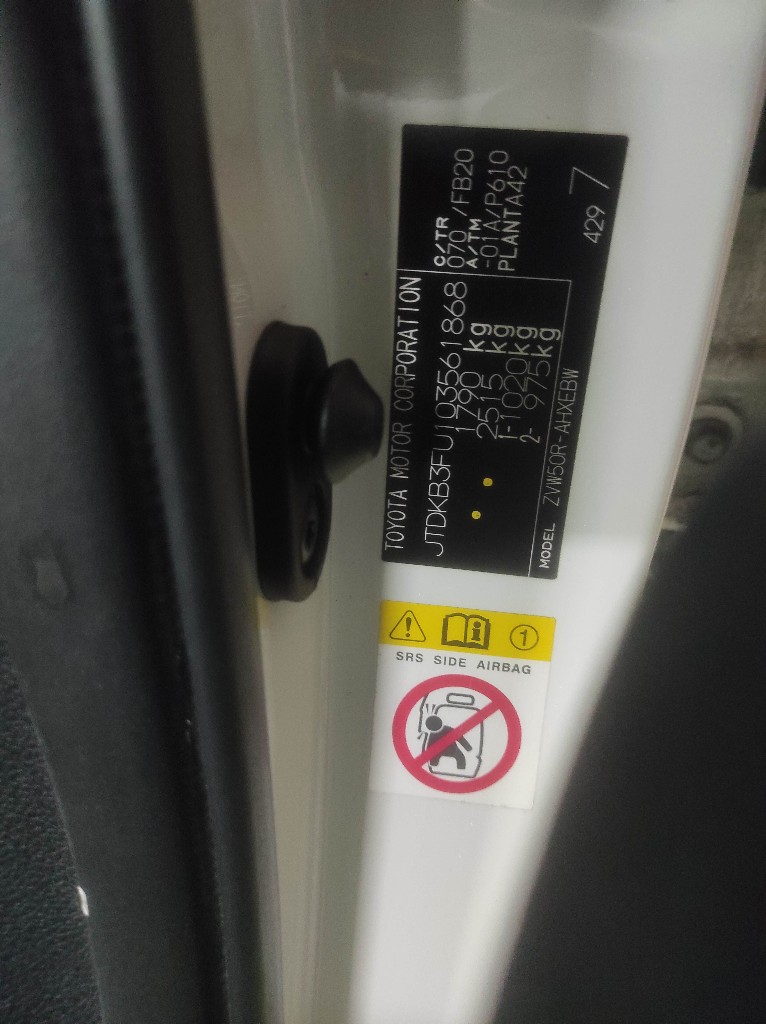 TOYOTA MOTOR CORPORATION
JTDKB3FU103561868
1790 kg
2515 kg
1-1020kg
2- 975kg
C/TR
070 /FB20
A/TM
-01A/P610
PLANTA42
MODEL ZVW50R-AHXEBW
429 7
1
SRS SIDE AIRBAG